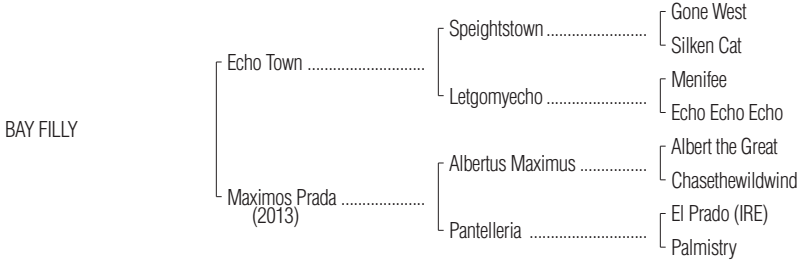 Gone West
Speightstown ........................
Silken Cat
Echo Town ............................
Menifee
Letgomyecho ........................
Echo Echo Echo
BAY FILLY
Albert the Great
Albertus Maximus ................
Chasethewildwind
Maximos Prada ....................
(2013)
El Prado (IRE)
Pantelleria ............................
Palmistry